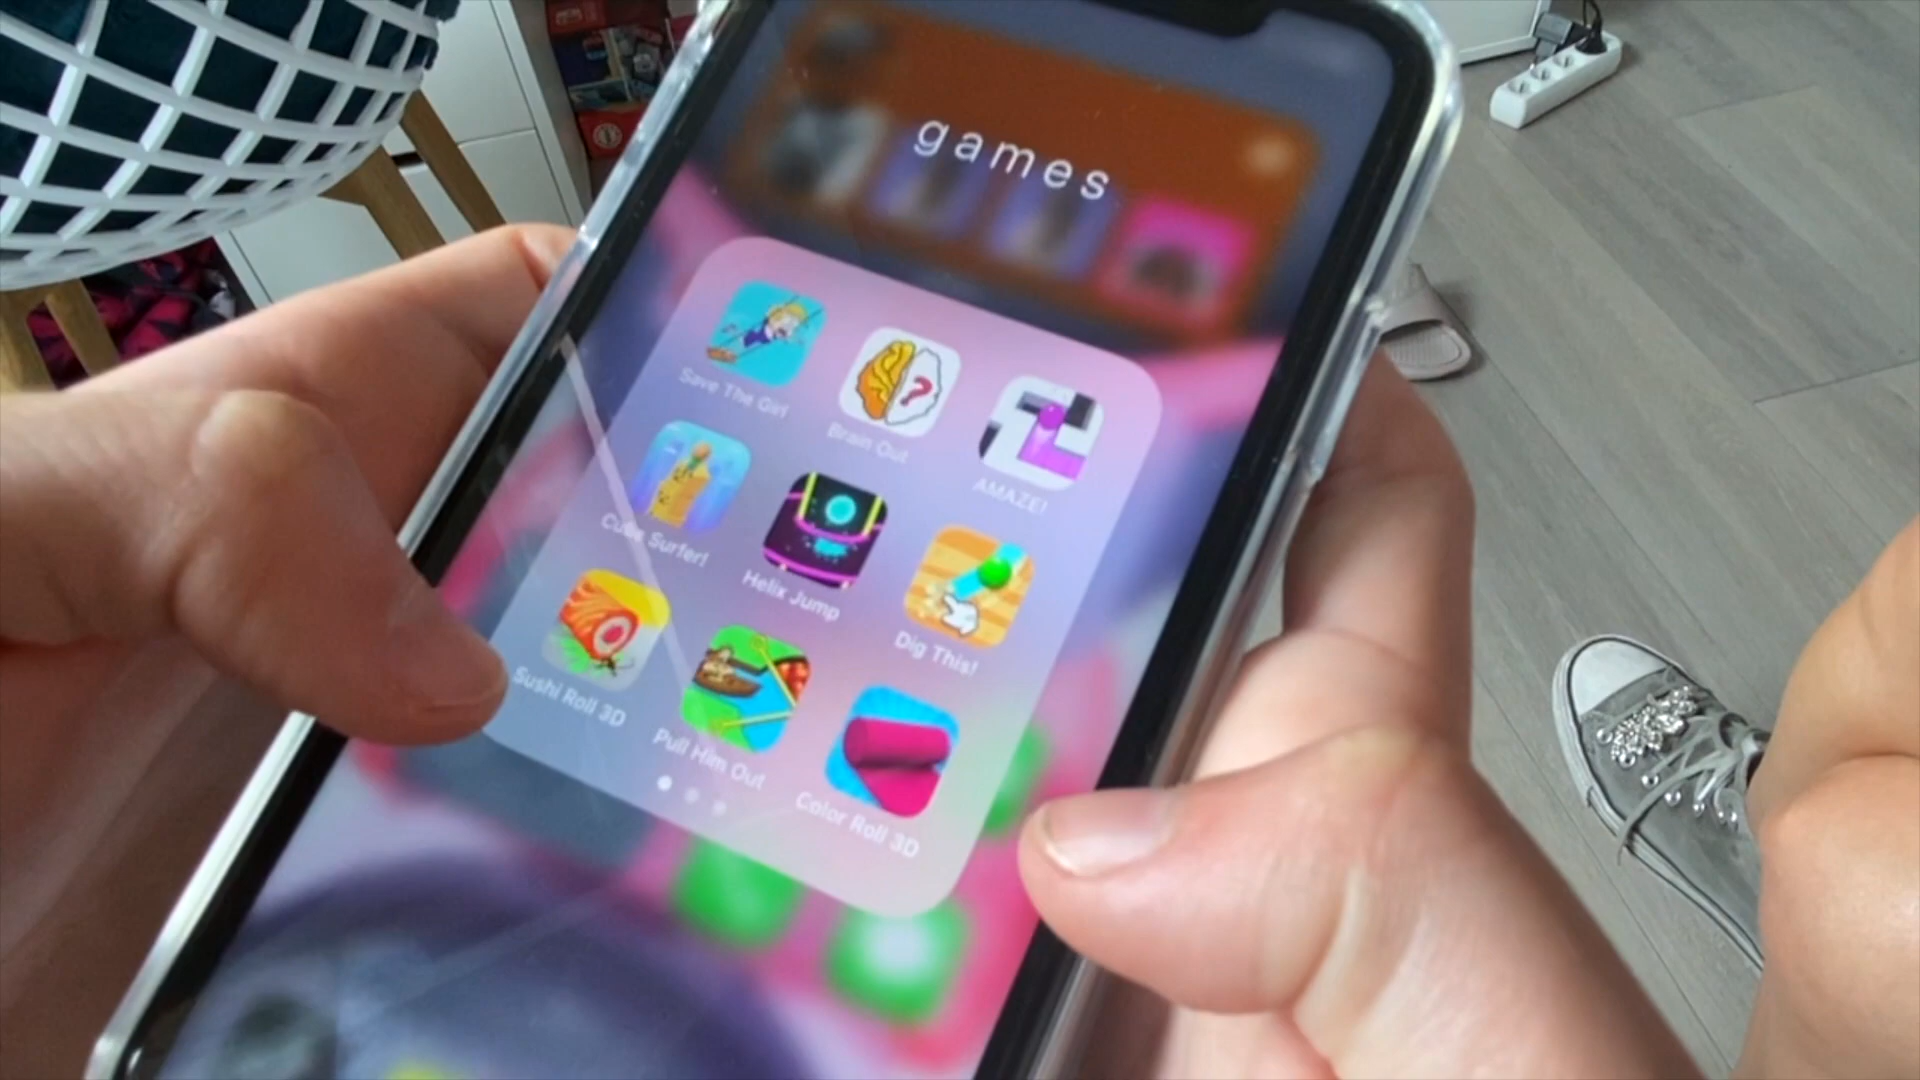 games
Save The Girl
Brain Out
AMAZE!
Cube Surfer!
Helix Jump
Dig This!
Sushi Roll 3D
Pull Him Out
Color Roll 3D